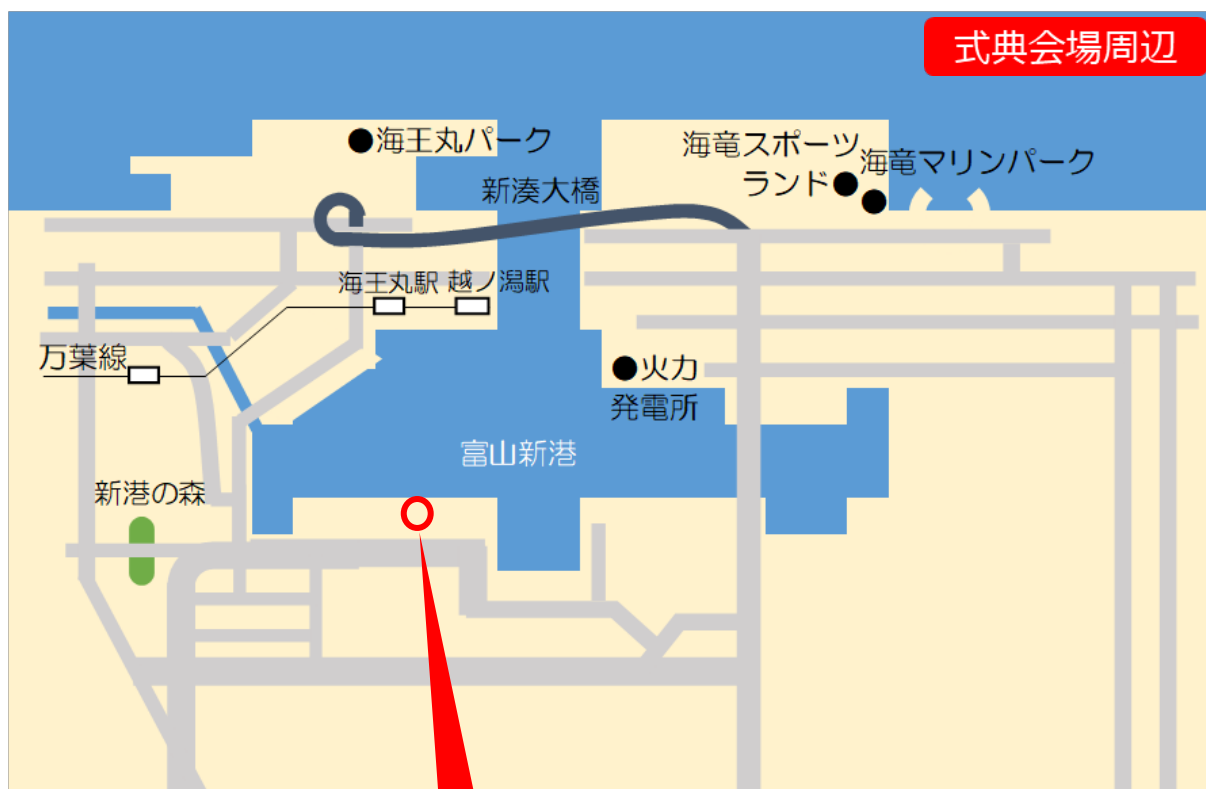 式典会場周辺
●海王丸パーク
海竜スポーツ
ランド●
海竜マリンパーク
●
新湊大橋
海王丸駅
越ノ潟駅
万葉線
●火力
発電所
富山新港
新港の森